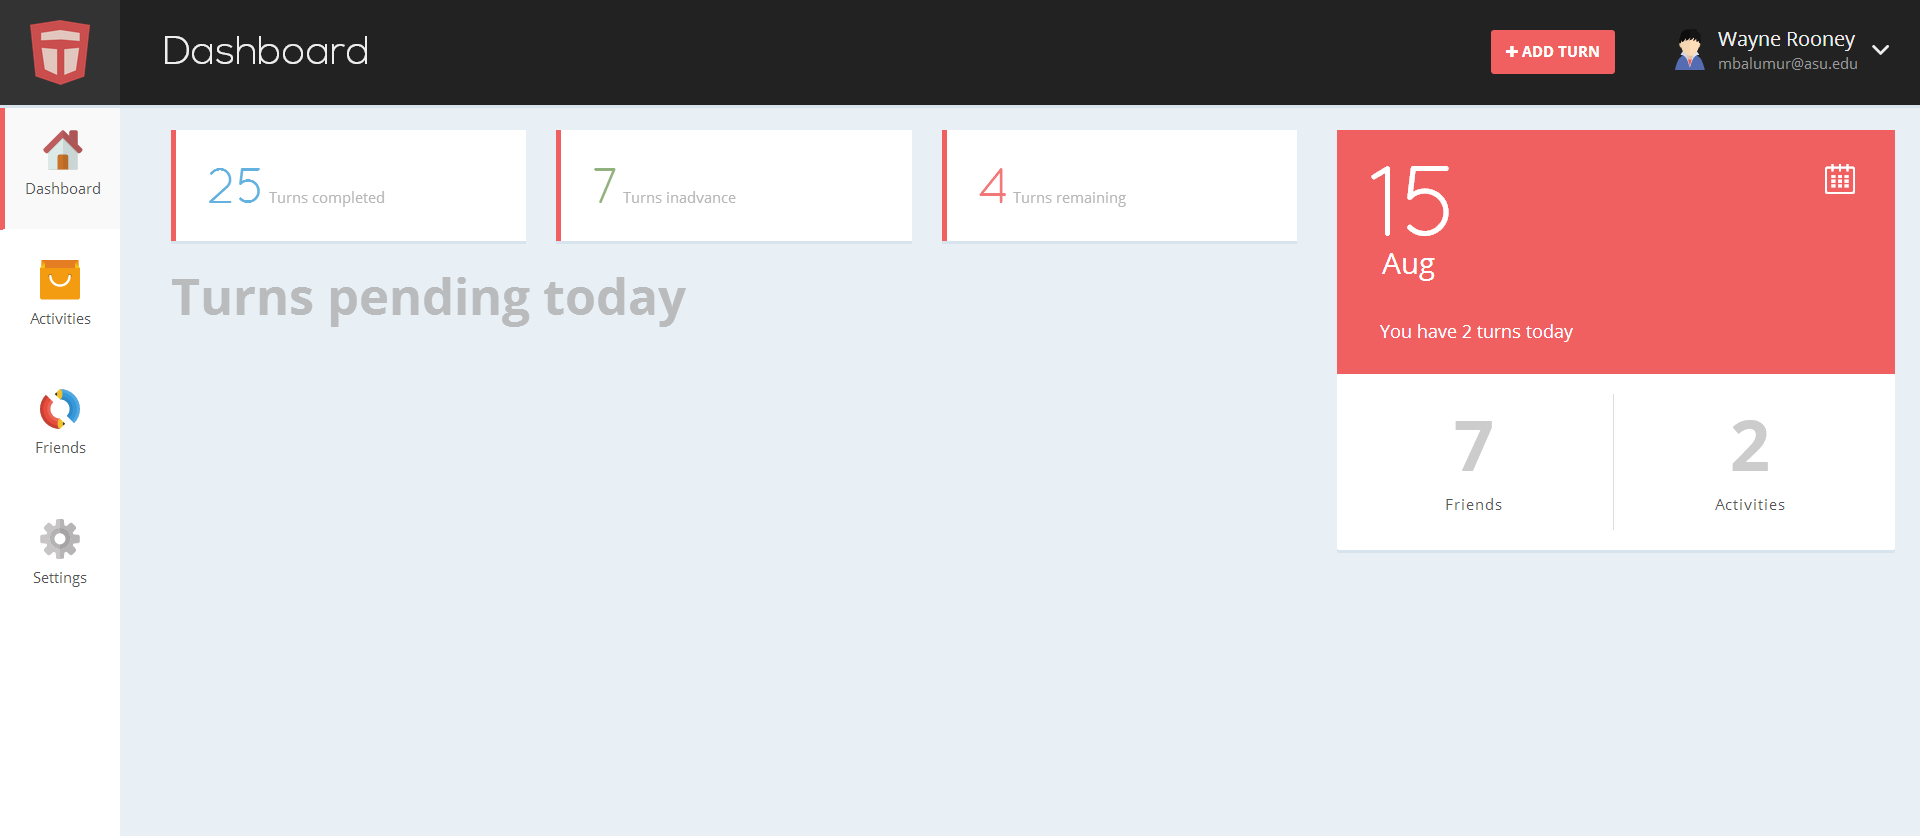 Dashboard
+ ADD TURN
Wayne Rooney
mbalumur@asu.edu
Dashboard
Activities
Friends
Settings
25 Turns completed
7 Turns inadvance
4 Turns remaining
Turns pending today
15
Aug
You have 2 turns today
7
Friends
2
Activities